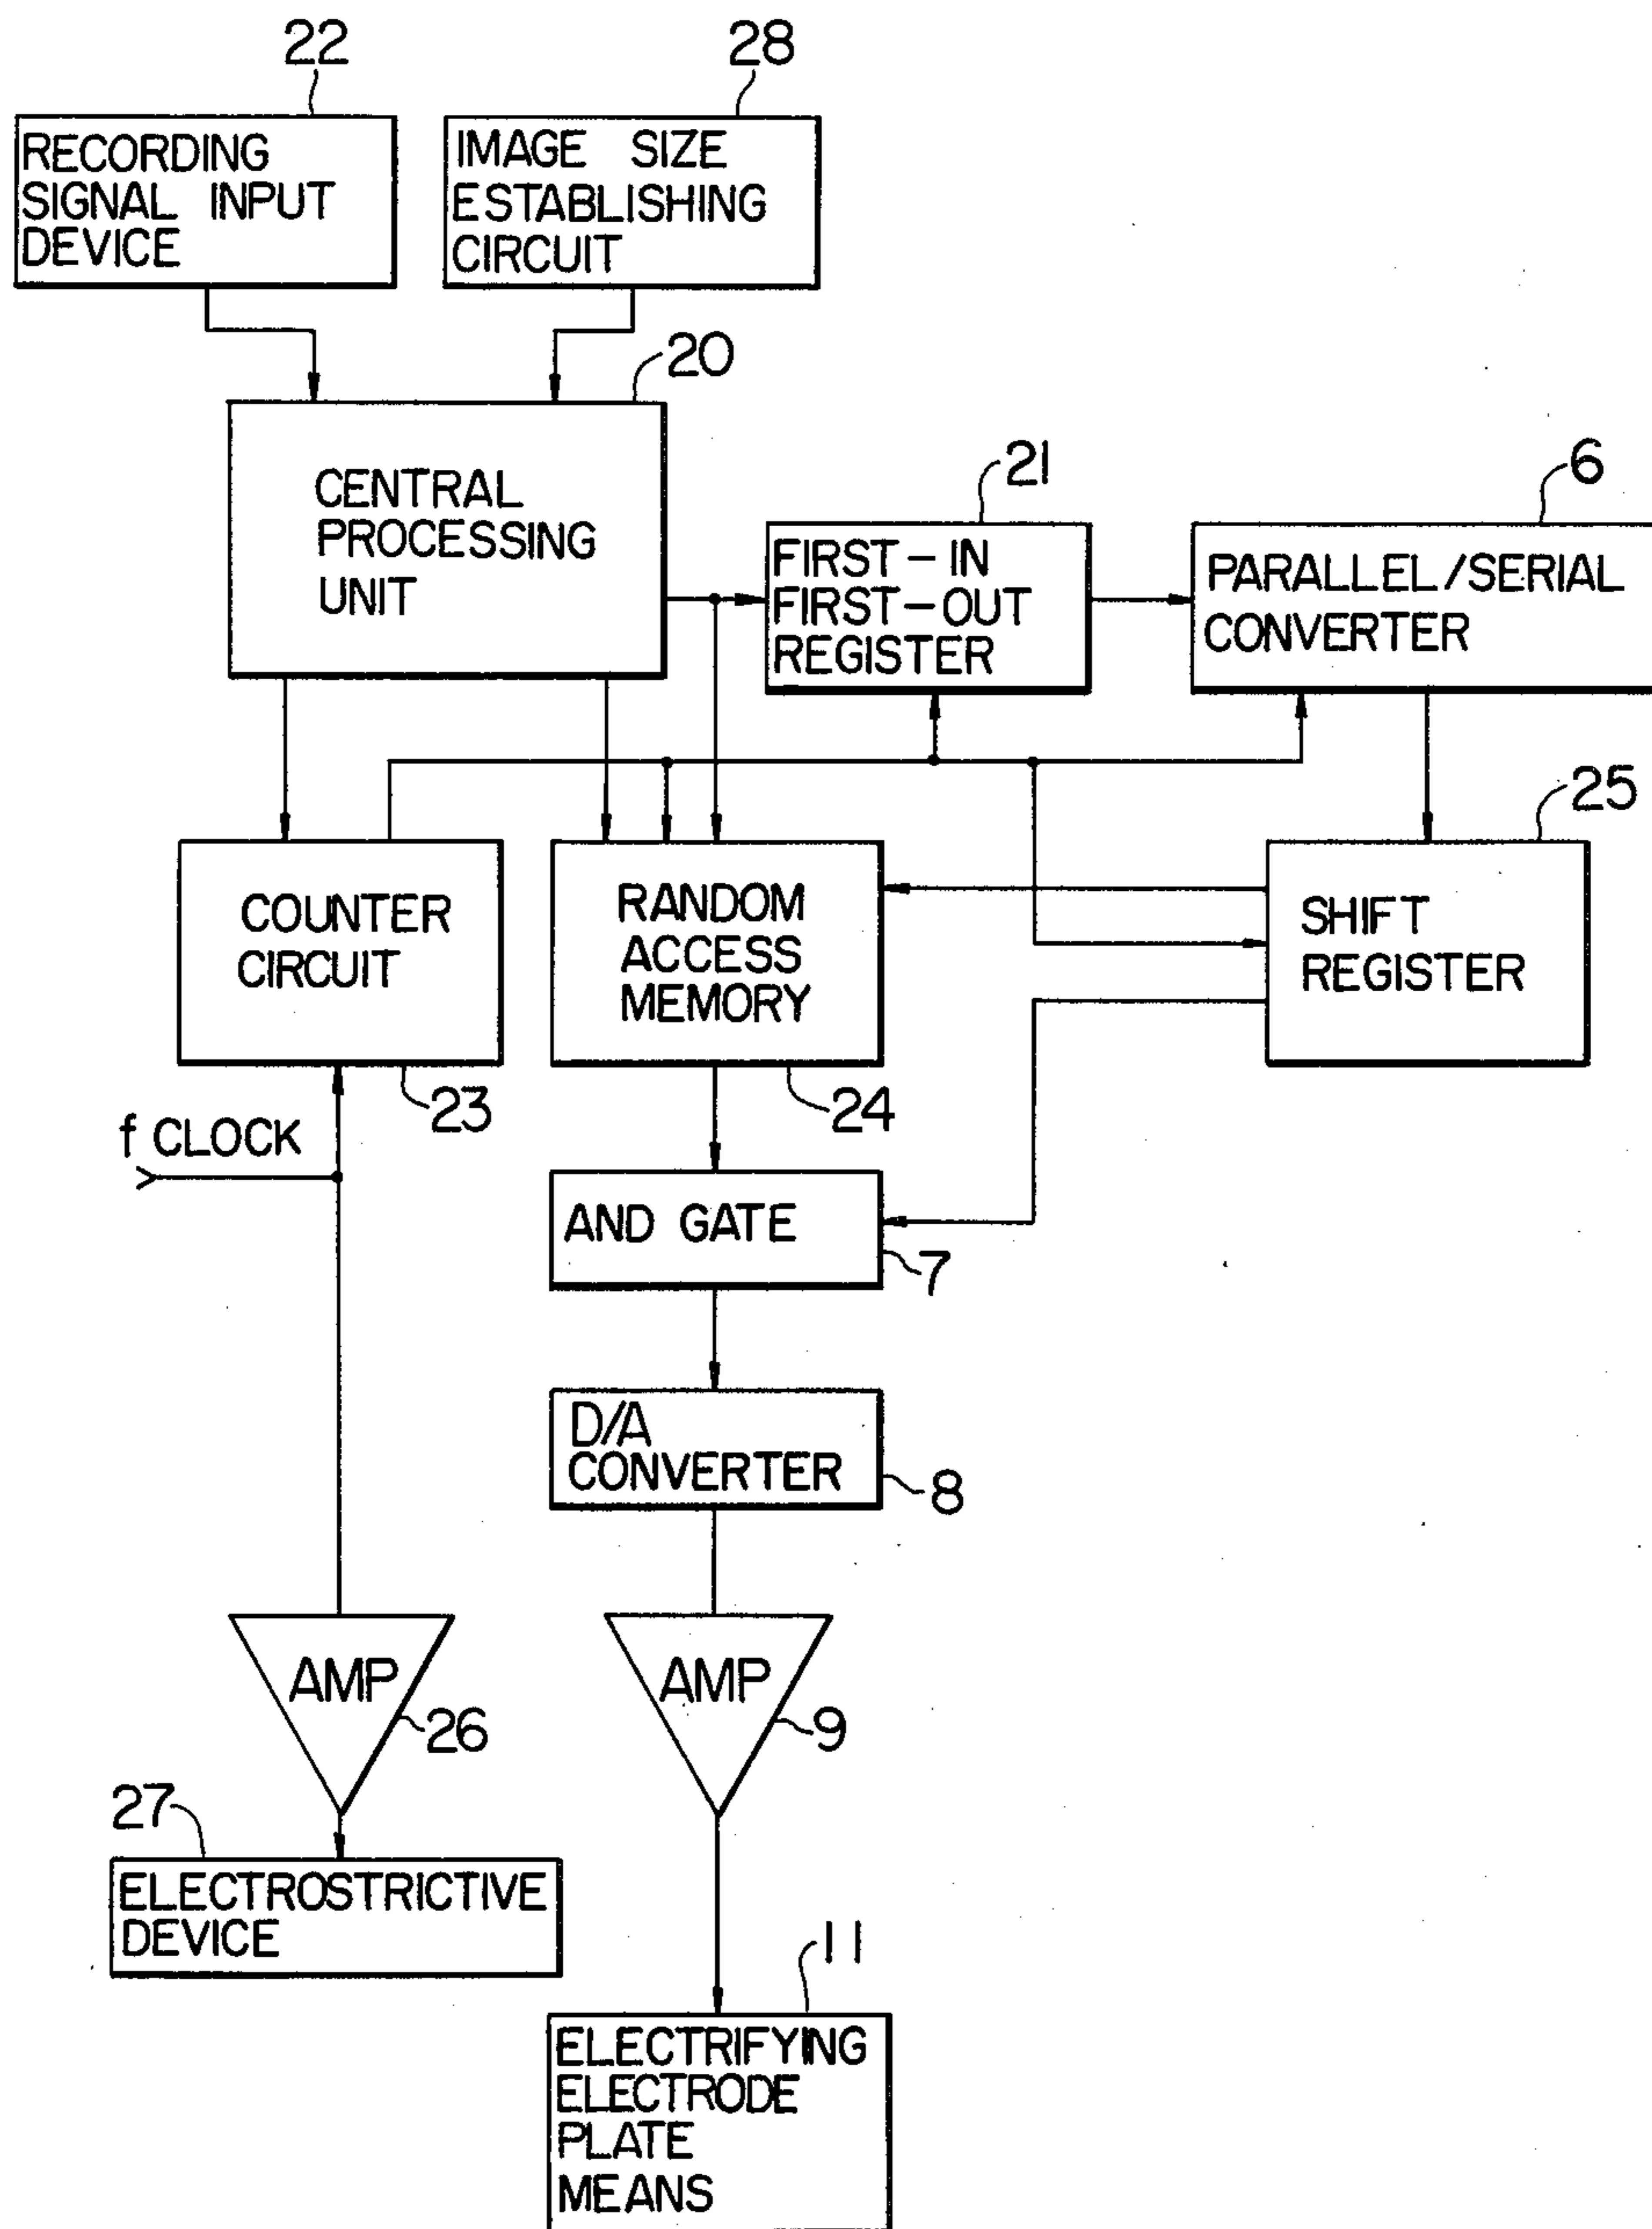 22
28
RECORDING
SIGNAL INPUT
DEVICE
IMAGE SIZE
ESTABLISHING
CIRCUIT
20
CENTRAL
PROCESSING
UNIT
21
6
FIRST-IN
FIRST-OUT
REGISTER
PARALLEL/SERIAL
CONVERTER
25
COUNTER
CIRCUIT
RANDOM
ACCESS
MEMORY
SHIFT
REGISTER
23
24
f CLOCK
AND GATE
7
D/A
CONVERTER
8
AMP
26
AMP
9
27
ELECTROSTRICTIVE
DEVICE
11
ELECTRIFYING
ELECTRODE
PLATE
MEANS